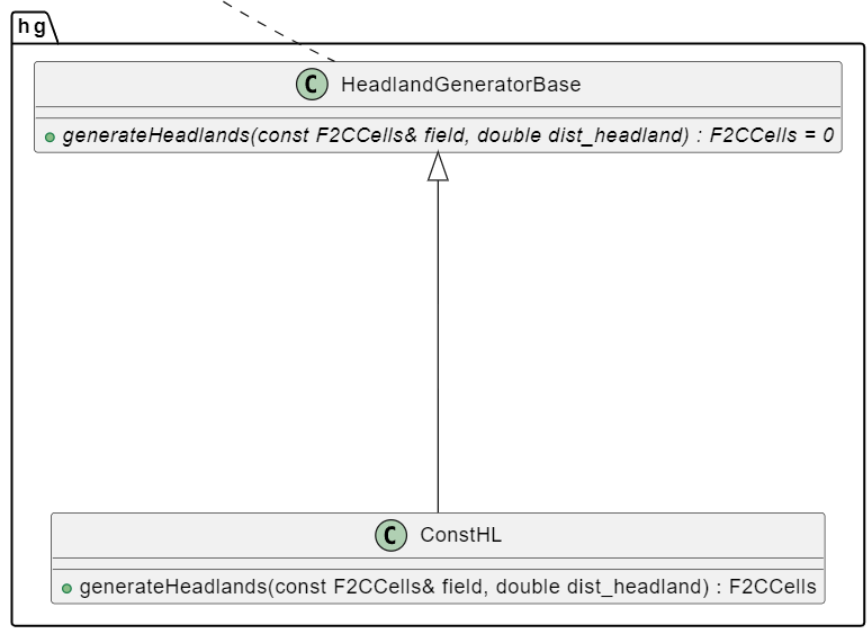 hg
C HeadlandGeneratorBase
generateHeadlands(const F2CCells& field, double dist_headland) : F2CCells = 0
C ConstHL
generateHeadlands(const F2CCells& field, double dist_headland) : F2CCells